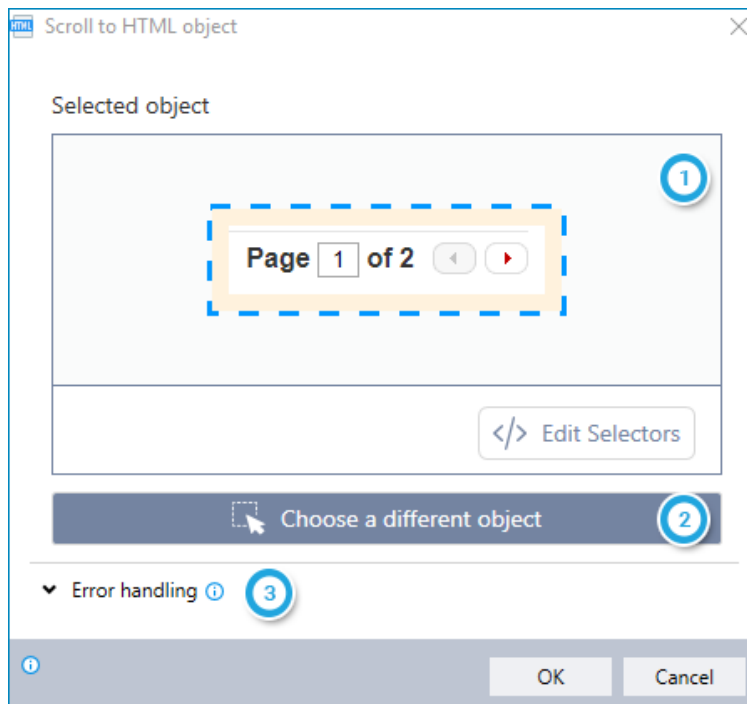 HTML Scroll to HTML object
Selected object
1
Page 1 of 2
</> Edit Selectors
Choose a different object 2
Error handling 3
OK Cancel